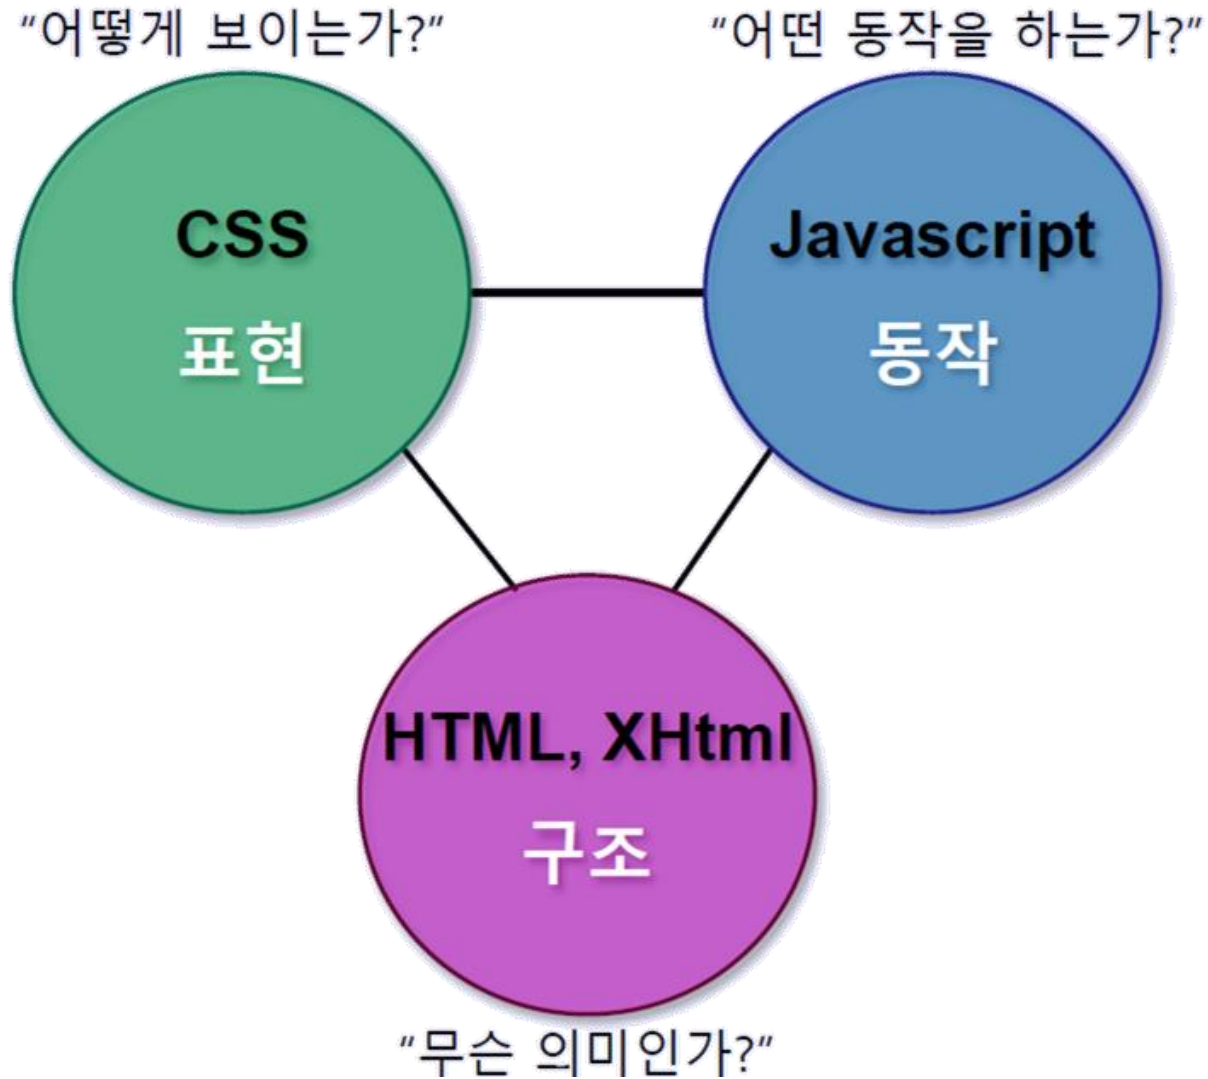 “어떻게 보이는가?”
“어떤 동작을 하는가?”
CSS
표현
Javascript
동작
HTML, XHtml
구조
“무슨 의미인가?”